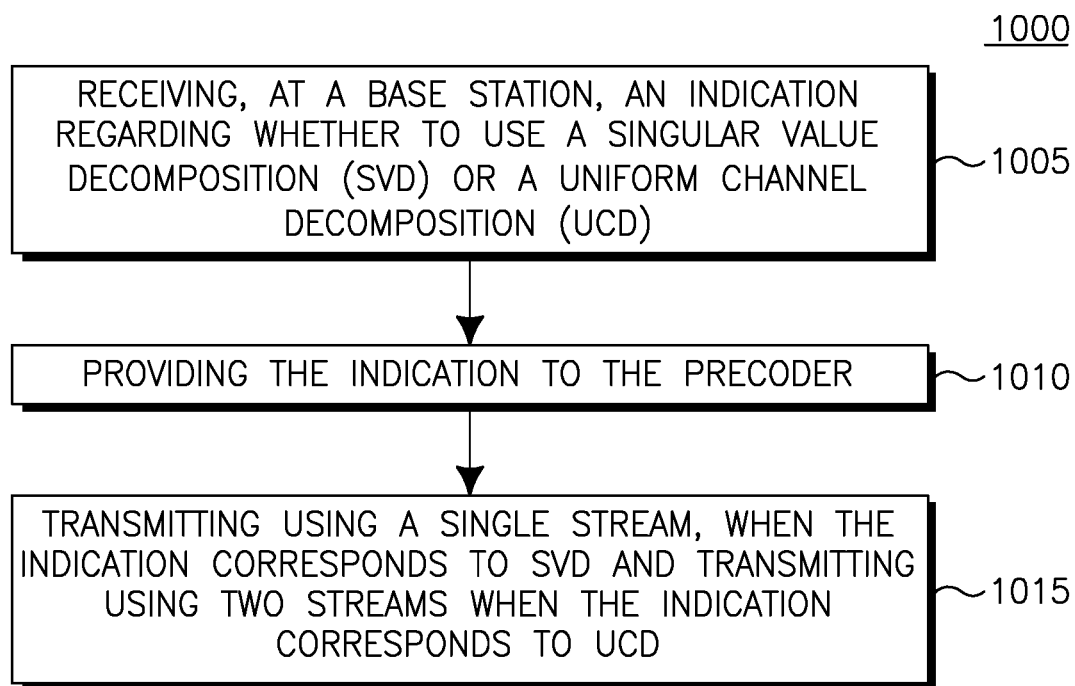 1000
RECEIVING, AT A BASE STATION, AN INDICATION
REGARDING WHETHER TO USE A SINGULAR VALUE
DECOMPOSITION (SVD) OR A UNIFORM CHANNEL
DECOMPOSITION (UCD)
1005
PROVIDING THE INDICATION TO THE PRECODER
1010
TRANSMITTING USING A SINGLE STREAM, WHEN THE
INDICATION CORRESPONDS TO SVD AND TRANSMITTING
USING TWO STREAMS WHEN THE INDICATION
CORRESPONDS TO UCD
1015